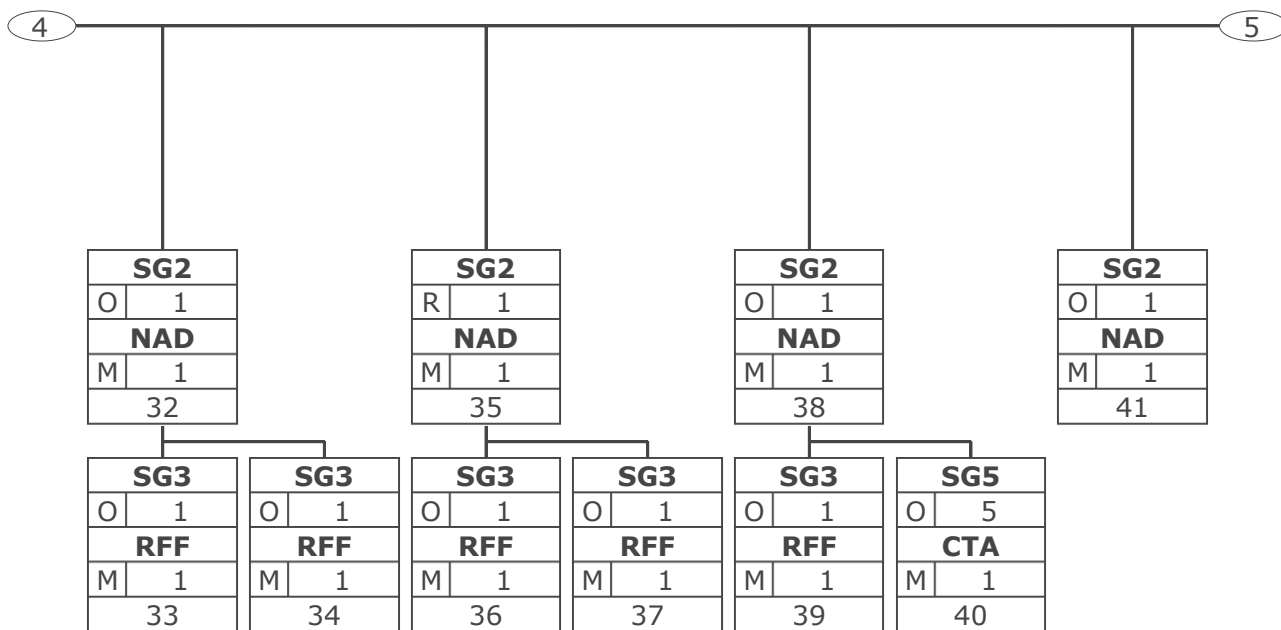 4 5
SG2 SG2 SG2 SG2
O 1 R 1 O 1 O 1
NAD NAD NAD NAD
M 1 M 1 M 1 M 1
32 35 38 41
SG3 SG3 SG3 SG3 SG3 SG5
O 1 O 1 O 1 O 1 O 1 O 5
RFF RFF RFF RFF RFF CTA
M 1 M 1 M 1 M 1 M 1 M 1
33 34 36 37 39 40